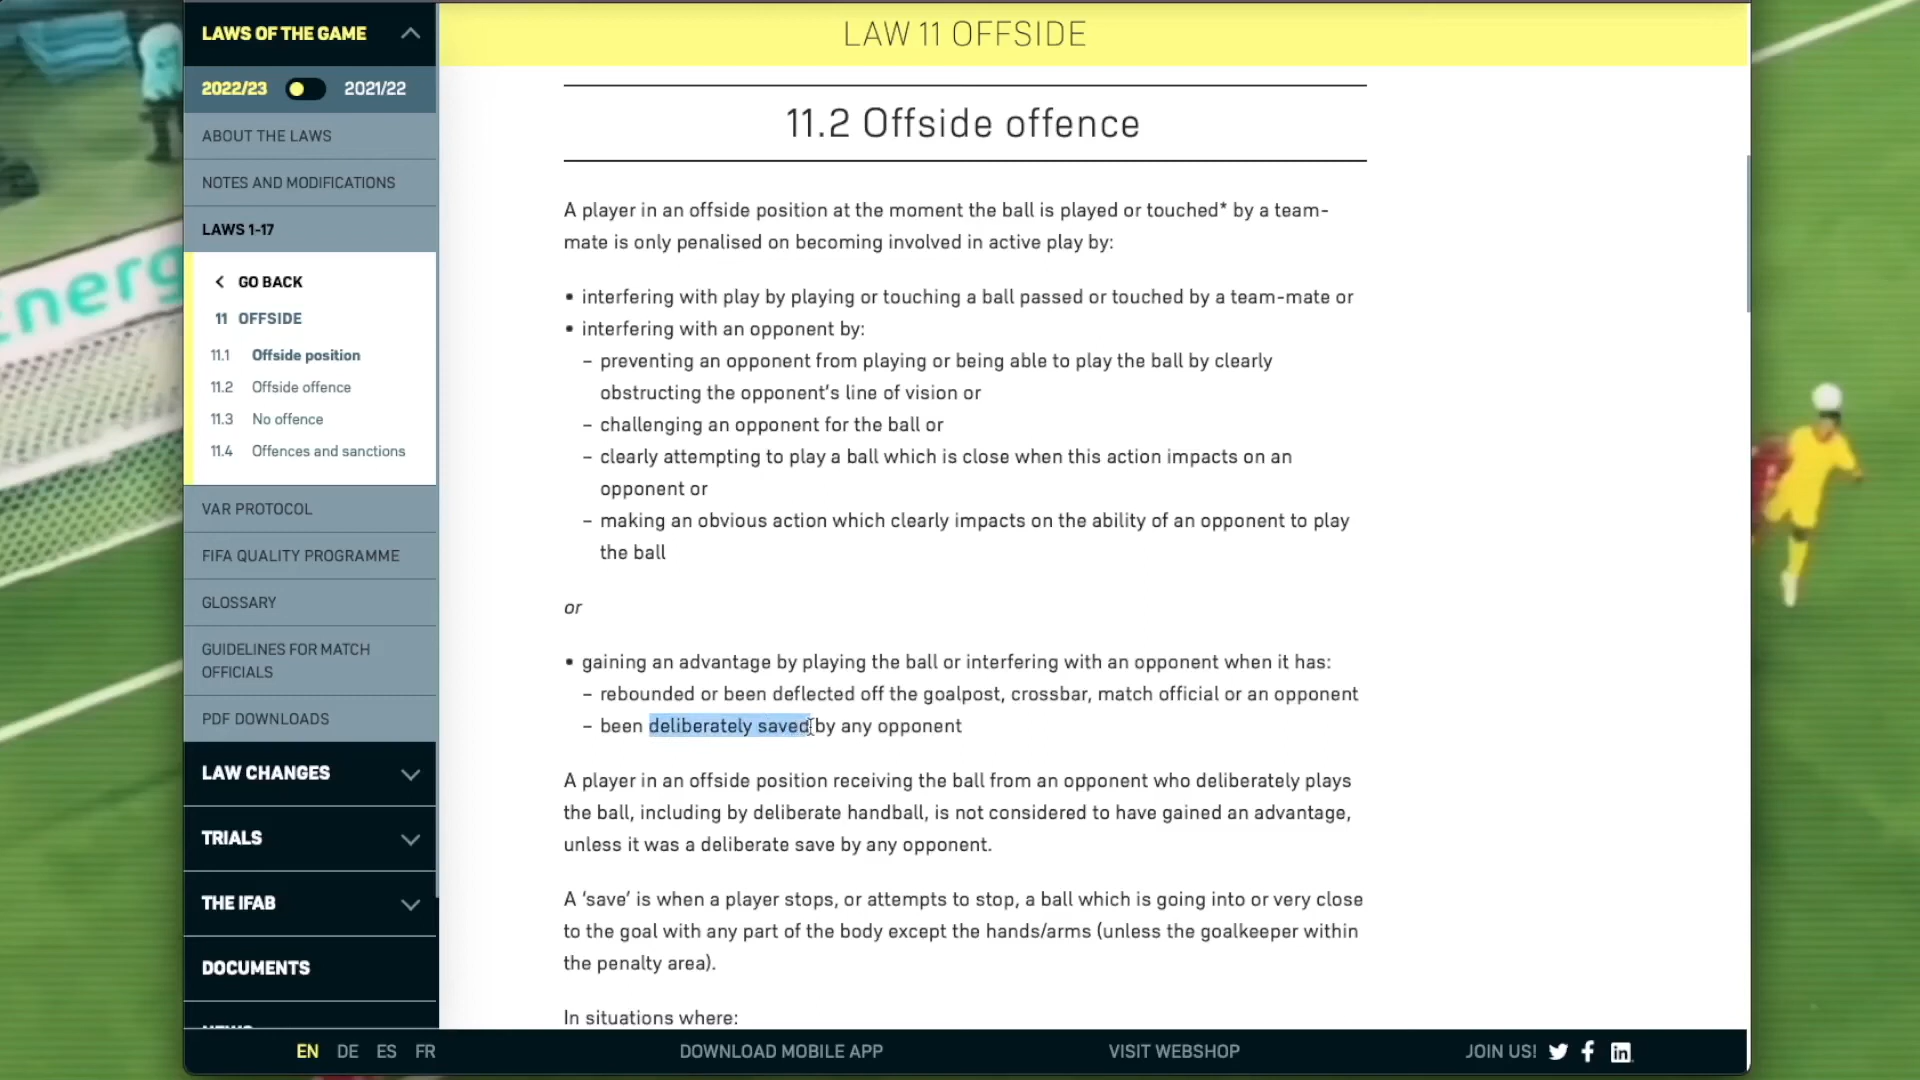 LAWS OF THE GAME
2022/23 2021/22
ABOUT THE LAWS
NOTES AND MODIFICATIONS
LAWS 1-17
GO BACK
11 OFFSIDE
11.1 Offside position
11.2 Offside offence
11.3 No offence
11.4 Offences and sanctions
VAR PROTOCOL
FIFA QUALITY PROGRAMME
GLOSSARY
GUIDELINES FOR MATCH
OFFICIALS
PDF DOWNLOADS
LAW CHANGES
TRIALS
THE IFAB
DOCUMENTS
NEWS
LAW 11 OFFSIDE
11.2 Offside offence
A player in an offside position at the moment the ball is played or touched* by a team-
mate is only penalised on becoming involved in active play by:
• interfering with play by playing or touching a ball passed or touched by a team-mate or
• interfering with an opponent by:
– preventing an opponent from playing or being able to play the ball by clearly
obstructing the opponent's line of vision or
– challenging an opponent for the ball or
– clearly attempting to play a ball which is close when this action impacts on an
opponent or
– making an obvious action which clearly impacts on the ability of an opponent to play
the ball
or
• gaining an advantage by playing the ball or interfering with an opponent when it has:
– rebounded or been deflected off the goalpost, crossbar, match official or an opponent
– been deliberately saved by any opponent
A player in an offside position receiving the ball from an opponent who deliberately plays
the ball, including by deliberate handball, is not considered to have gained an advantage,
unless it was a deliberate save by any opponent.
A ‘save’ is when a player stops, or attempts to stop, a ball which is going into or very close
to the goal with any part of the body except the hands/arms (unless the goalkeeper within
the penalty area).
In situations where:
EN DE ES FR
DOWNLOAD MOBILE APP
VISIT WEBSHOP
JOIN US!
Energ